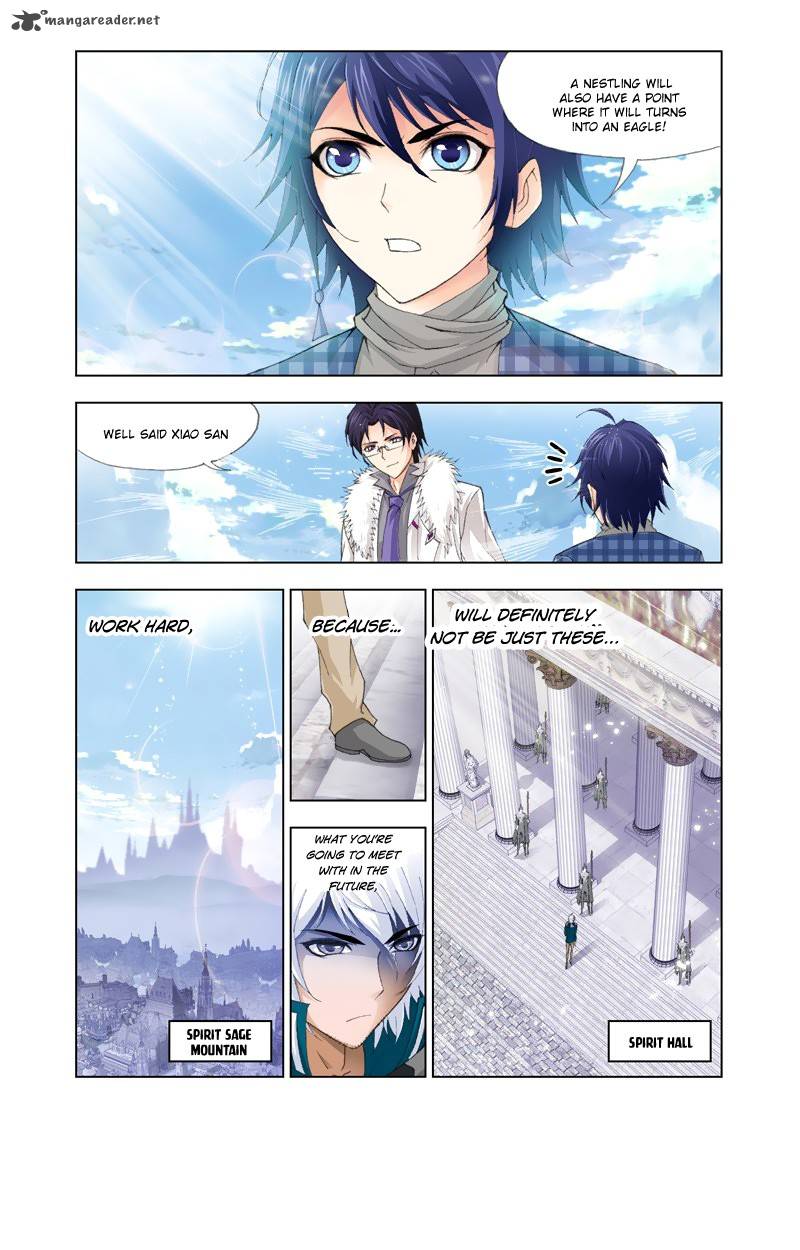 mangareader.net
A NESTLING WILL
ALSO HAVE A POINT
WHERE IT WILL TURNS
INTO AN EAGLE!
WELL SAID XIAO SAN
WORK HARD,
BECAUSE...
WHAT YOU'RE
GOING TO MEET
WITH IN THE
FUTURE,
WILL DEFINITELY
NOT BE JUST THESE...
SPIRIT SAGE
MOUNTAIN
SPIRIT HALL